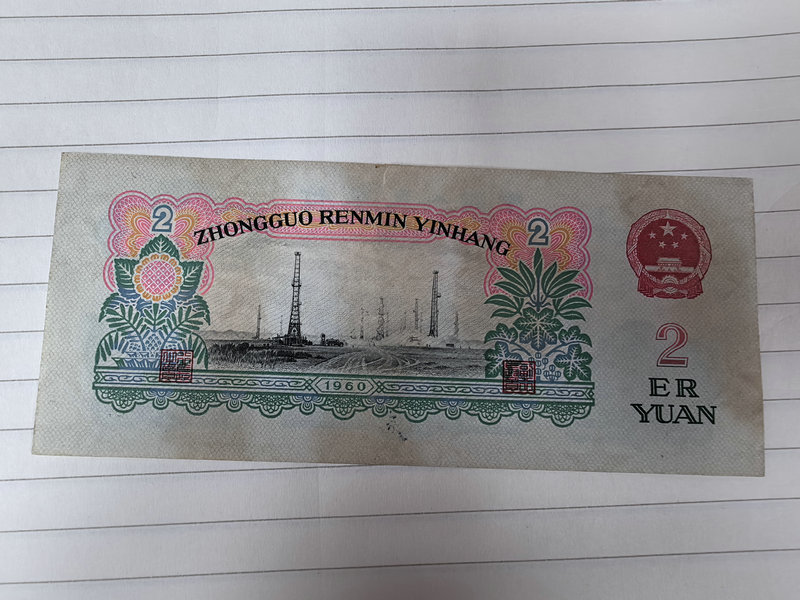 2 2
ZHONGGUO RENMIN YINHANG
1960
2
ER
YUAN